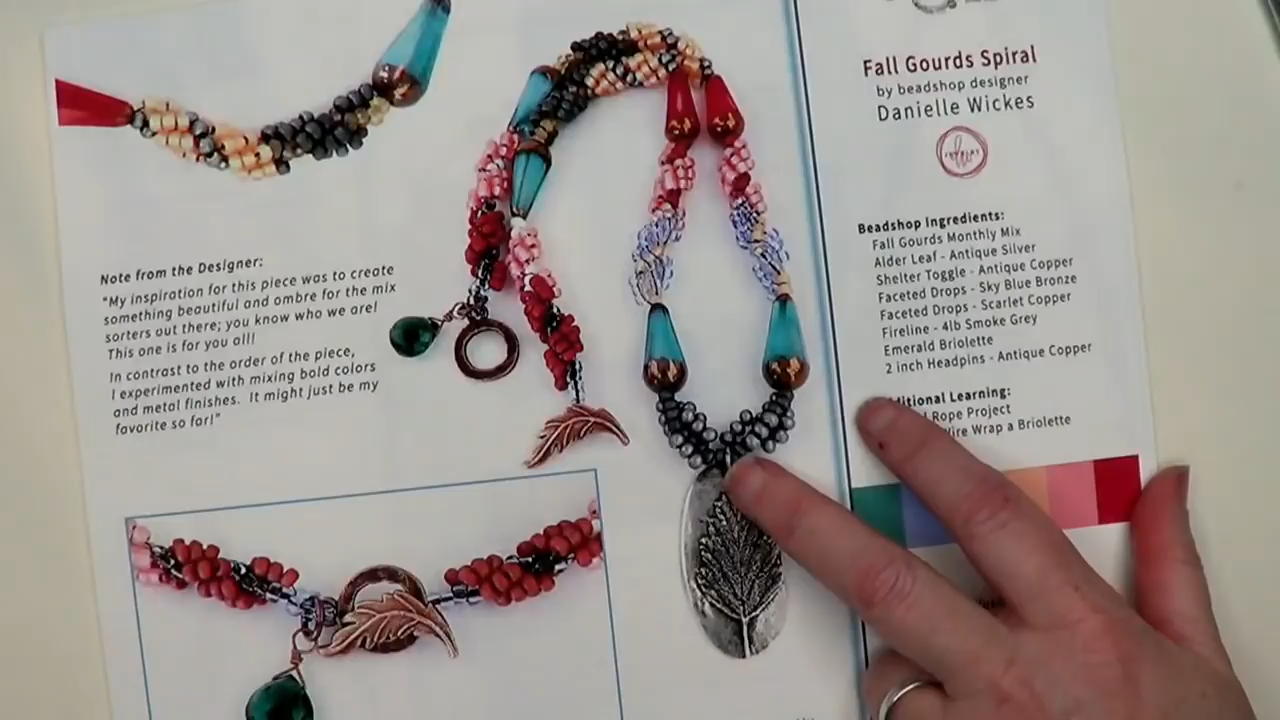 Fall Gourds Spiral
by beadshop designer
Danielle Wickes
Note from the Designer:
"My inspiration for this piece was to create
something beautiful and ombre for the mix
sorters out there; you know who we are!
This one is for you all!
In contrast to the order of the piece,
I experimented with mixing bold colors
and metal finishes. It might just be my
favorite so far!"
Beadshop Ingredients:
Fall Gourds Monthly Mix
Alder Leaf - Antique Silver
Shelter Toggle - Antique Copper
Faceted Drops - Sky Blue Bronze
Faceted Drops - Scarlet Copper
Fireline - 4lb Smoke Grey
Emerald Briolette
2 inch Headpins - Antique Copper
Learning:
Rope Project
Wrap a Briolette